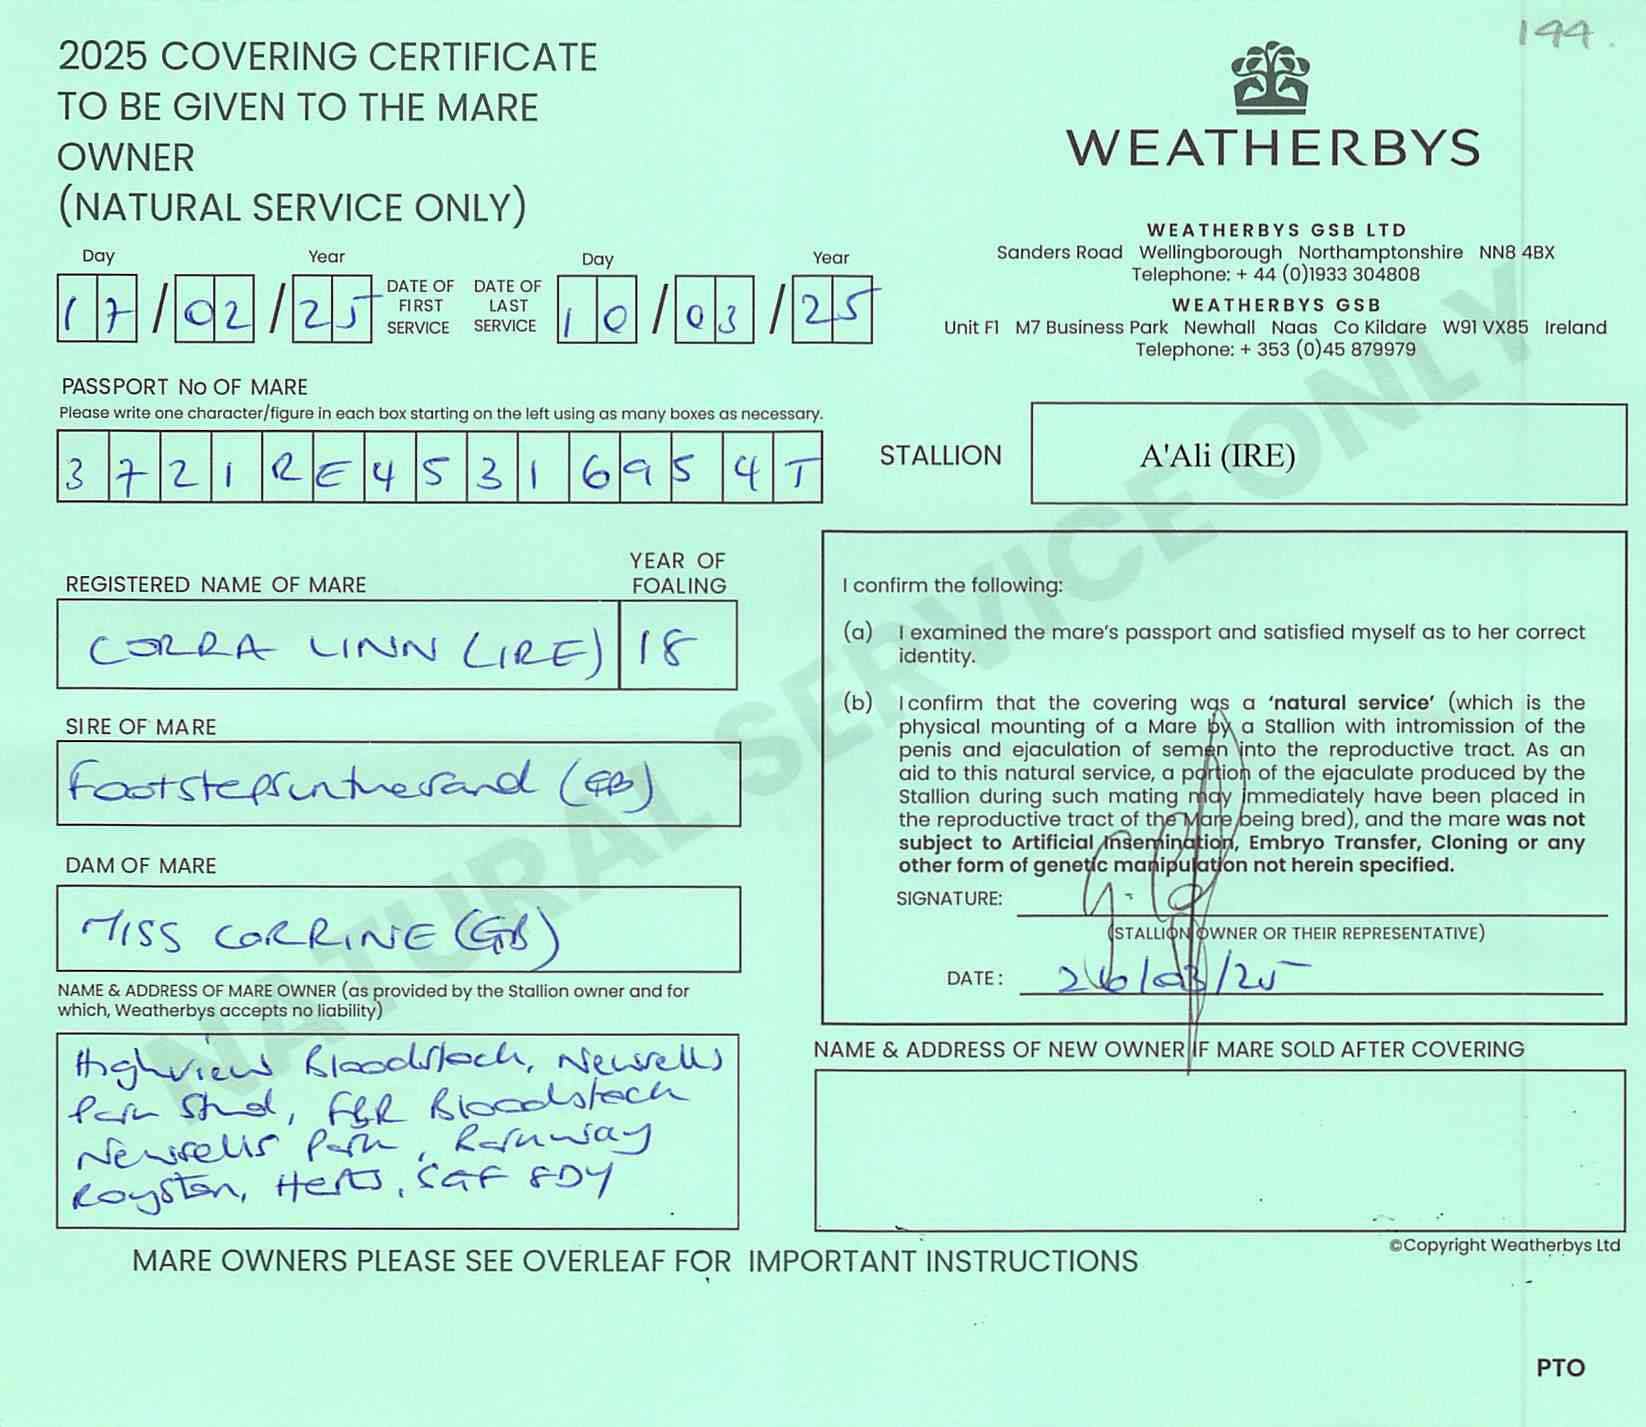 144.
2025 COVERING CERTIFICATE
TO BE GIVEN TO THE MARE
OWNER
(NATURAL SERVICE ONLY)
WEATHERBYS
WEATHERBYS GSB LTD
Sanders Road Wellingborough Northamptonshire NN8 4BX
Telephone: + 44 (0)1933 304808
WEATHERBYS GSB
Unit F1 M7 Business Park Newhall Naas Co Kildare W91 VX85 Ireland
Telephone: + 353 (0)45 879979
Day Year
17/02/25 DATE OF FIRST SERVICE
Day Year
DATE OF LAST SERVICE 10/03/25
PASSPORT No OF MARE
Please write one character/figure in each box starting on the left using as many boxes as necessary.
3721RE45316954T
STALLION A'Ali (IRE)
REGISTERED NAME OF MARE
YEAR OF FOALING
CORRA LINN (IRE) 18
SIRE OF MARE
Footstepsinthesand (GB)
DAM OF MARE
MISS CORRINE (GB)
NAME & ADDRESS OF MARE OWNER (as provided by the Stallion owner and for
which, Weatherbys accepts no liability)
Highview Bloodstock, Newsells
Park Stud, Bloodstock
Newsells Park, Barkway
Royston, Herts, 8DY
I confirm the following:
(a) I examined the mare's passport and satisfied myself as to her correct
identity.
(b) I confirm that the covering was a 'natural service' (which is the
physical mounting of a Mare by a Stallion with intromission of the
penis and ejaculation of semen into the reproductive tract. As an
aid to this natural service, a portion of the ejaculate produced by the
Stallion during such mating may immediately have been placed in
the reproductive tract of the Mare being bred), and the mare was not
subject to Artificial Insemination, Embryo Transfer, Cloning or any
other form of genetic manipulation not herein specified.
SIGNATURE:
(STALLION OWNER OR THEIR REPRESENTATIVE)
DATE: 26/03/25
NAME & ADDRESS OF NEW OWNER IF MARE SOLD AFTER COVERING
©Copyright Weatherbys Ltd
MARE OWNERS PLEASE SEE OVERLEAF FOR IMPORTANT INSTRUCTIONS
PTO
NATURAL SERVICE ONLY